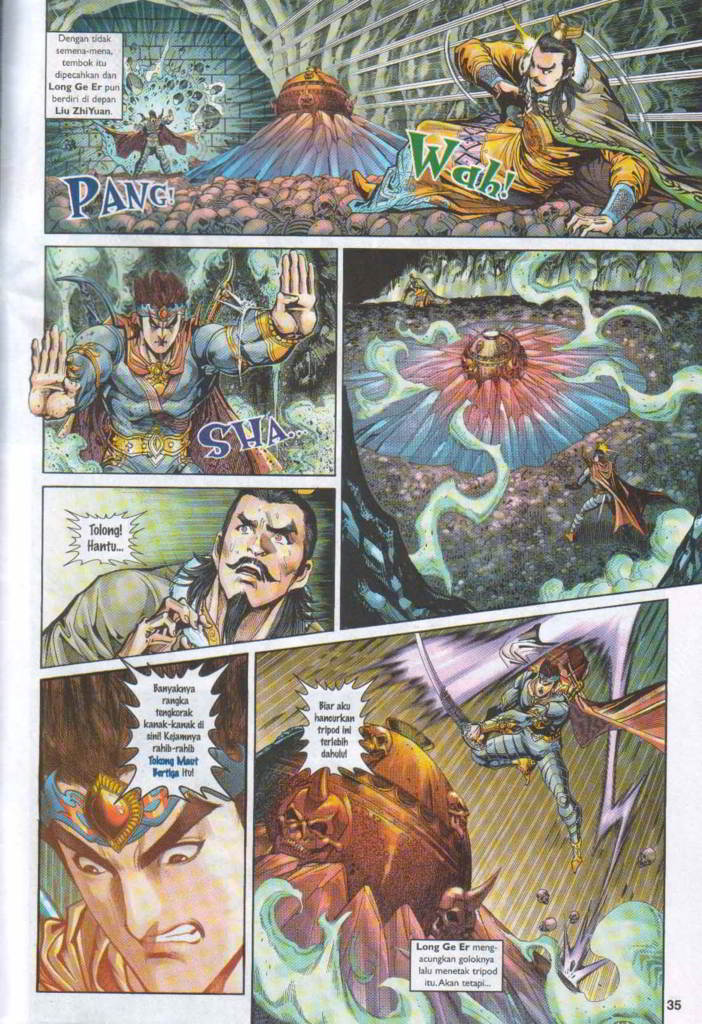 Dengan tidak
semena-mena,
tembok itu
dipecahkan dan
Long Ge Er pun
berdiri di depan
Liu ZhiYuan.
PANG!
Wah!
SHA...
Tolong!
Hantu...
Banyaknya
rangka
tengkorak
kanak-kanak di
sini! Kejamnya
rahib-rahib
Tokong Maut
Bertiga itu!
Biar aku
hancurkan
tripod ini
terlebih
dahulu!
Long Ge Er meng-
acungkan goloknya
lalu menetak tripod
itu. Akan tetapi...
35